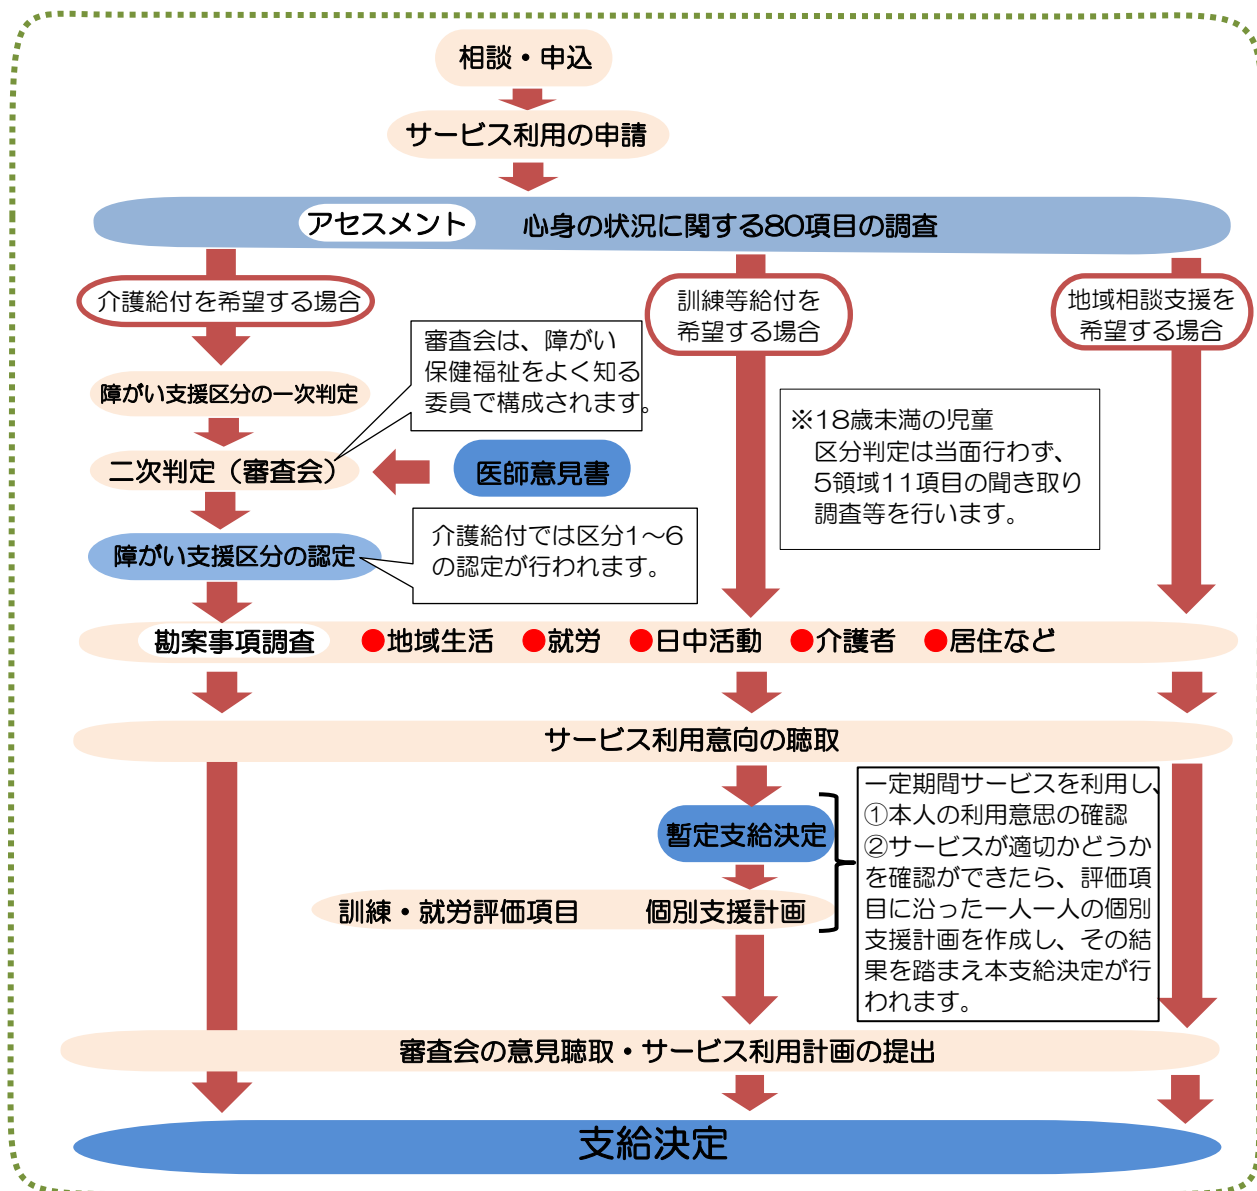 相談・申込
サービス利用の申請
アセスメント 心身の状況に関する80項目の調査
介護給付を希望する場合
訓練等給付を
希望する場合
地域相談支援を
希望する場合
審査会は、障がい
保健福祉をよく知る
委員で構成されます。
障がい支援区分の一次判定
※18歳未満の児童
区分判定は当面行わず、
5領域11項目の聞き取り
調査等を行います。
二次判定（審査会）
医師意見書
障がい支援区分の認定
介護給付では区分1～6
の認定が行われます。
勘案事項調査 ●地域生活 ●就労 ●日中活動 ●介護者 ●居住など
サービス利用意向の聴取
暫定支給決定
訓練・就労評価項目 個別支援計画
一定期間サービスを利用し、
①本人の利用意思の確認
②サービスが適切かどうか
を確認ができたら、評価項
目に沿った一人一人の個別
支援計画を作成し、その結
果を踏まえ本支給決定が行
われます。
審査会の意見聴取・サービス利用計画の提出
支給決定